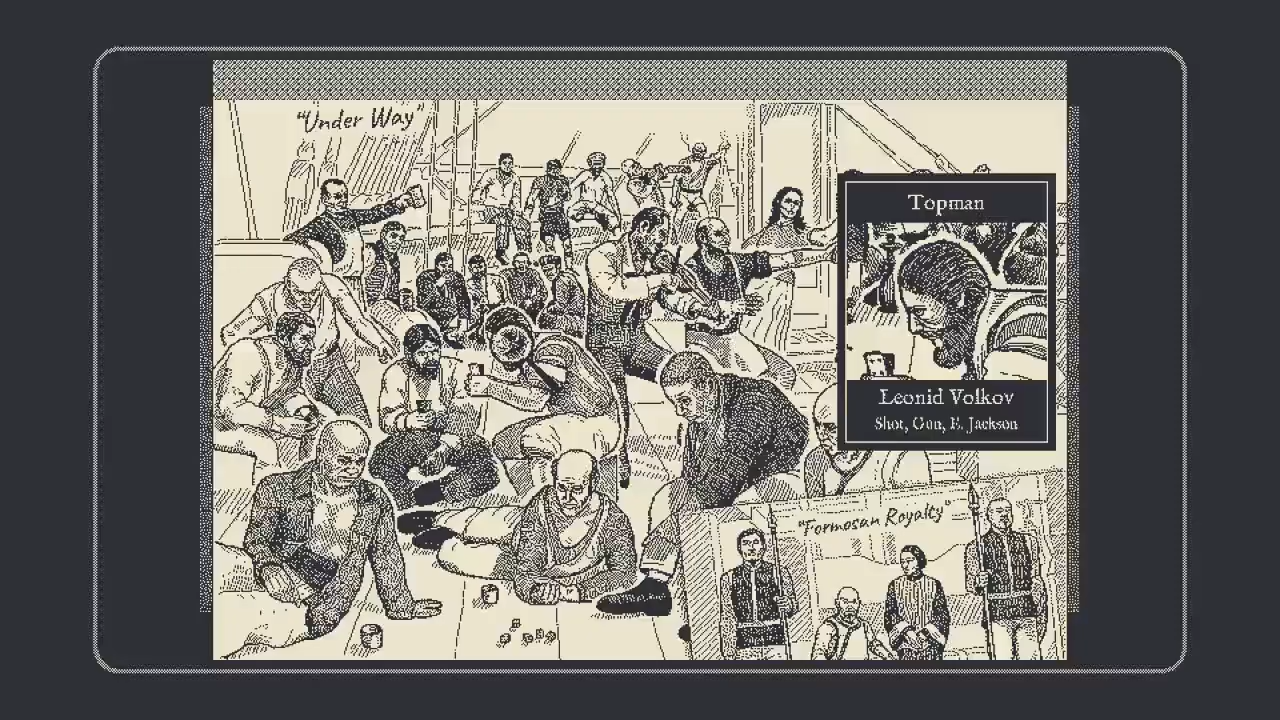 "Under Way"
Topman
Leonid Volkov
Shot, Gun, E. Jackson
"Formosan Royalty"